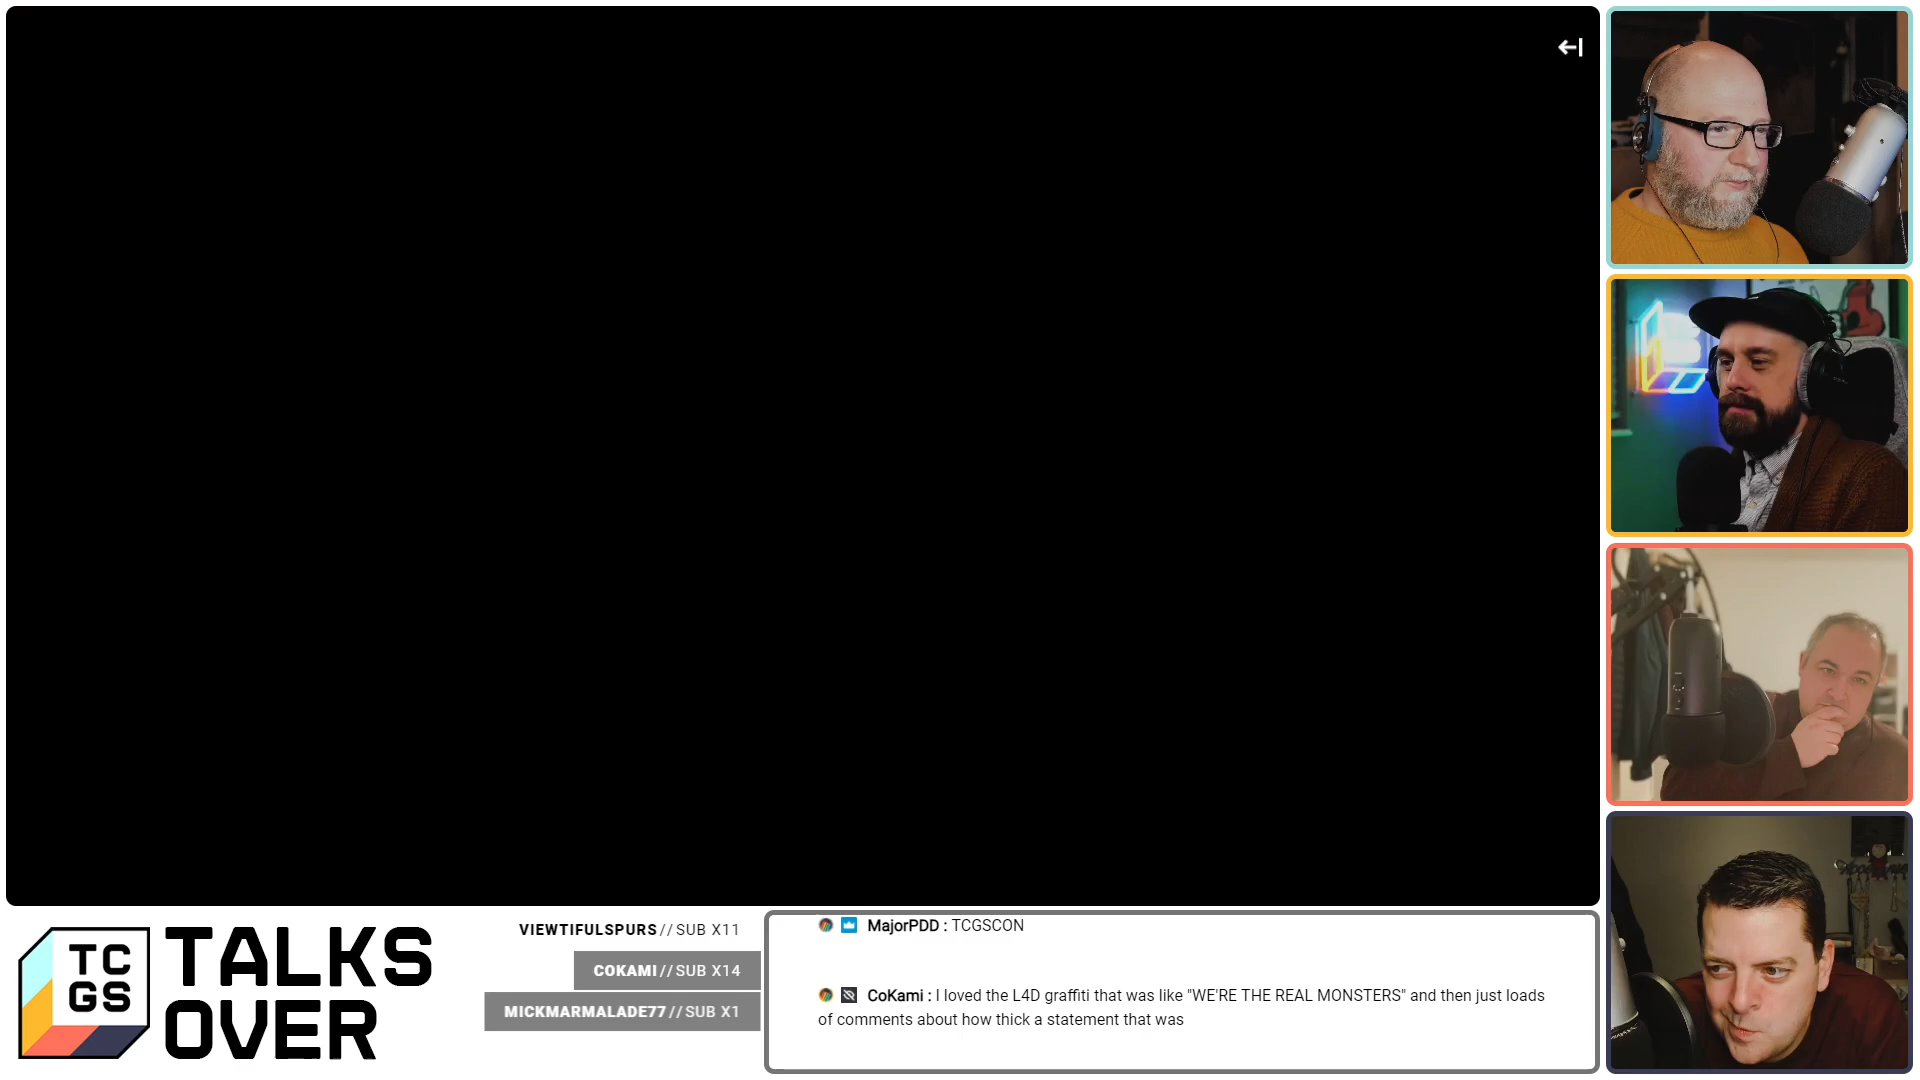 TC
GS
TALKS
OVER
VIEWTIFULSPURS//SUB X11
COKAMI//SUB X14
MICKMARMALADE77//SUB X1
MajorPDD : TCGSCON
CoKami : I loved the L4D graffiti that was like "WE'RE THE REAL MONSTERS" and then just loads
of comments about how thick a statement that was